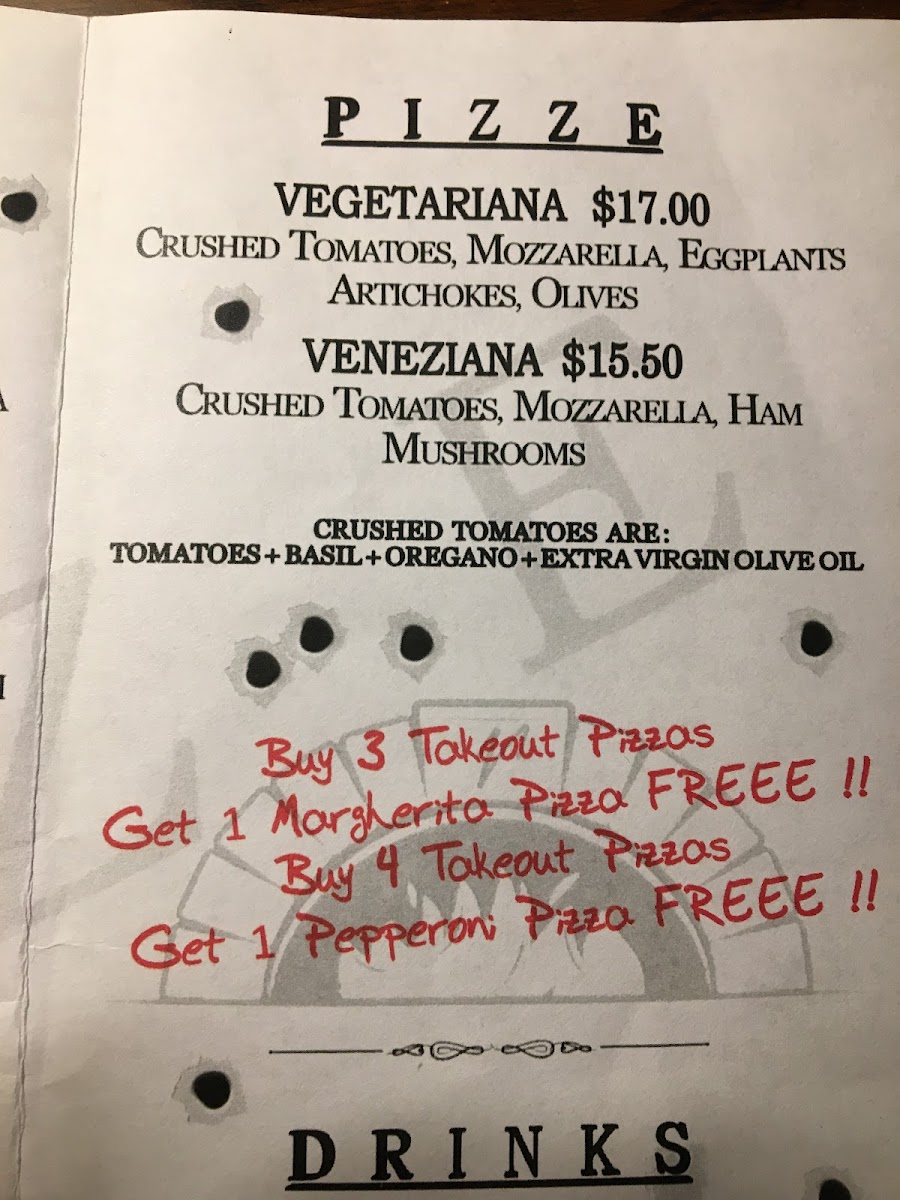 PIZZE
VEGETARIANA $17.00
CRUSHED TOMATOES, MOZZARELLA, EGGPLANTS
ARTICHOKES, OLIVES
VENEZIANA $15.50
CRUSHED TOMATOES, MOZZARELLA, HAM
MUSHROOMS
CRUSHED TOMATOES ARE:
TOMATOES+BASIL+OREGANO+EXTRA VIRGIN OLIVE OIL
Buy 3 Takeout Pizzas
Get 1 Margherita Pizza FREEE !!
Buy 4 Takeout Pizzas
Get 1 Pepperoni Pizza FREEE !!
DRINKS